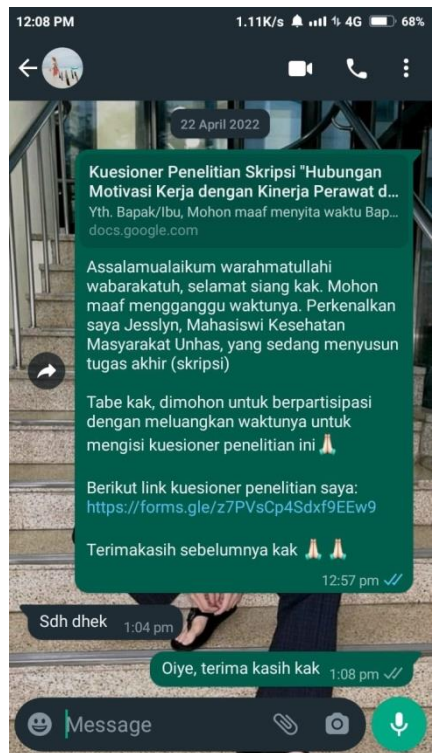 12:08 PM 1.11K/s 4G 68%
22 April 2022
Kuesioner Penelitian Skripsi "Hubungan
Motivasi Kerja dengan Kinerja Perawat d...
Yth. Bapak/Ibu, Mohon maaf menyita waktu Bap...
docs.google.com
Assalamualaikum warahmatullahi
wabarakatuh, selamat siang kak. Mohon
maaf mengganggu waktunya. Perkenalkan
saya Jesslyn, Mahasiswi Kesehatan
Masyarakat Unhas, yang sedang menyusun
tugas akhir (skripsi)
Tabe kak, dimohon untuk berpartisipasi
dengan meluangkan waktunya untuk
mengisi kuesioner penelitian ini 🙏🏻
Berikut link kuesioner penelitian saya:
https://forms.gle/z7PVsCp4Sdxf9EEw9
Terimakasih sebelumnya kak 🙏🏻 🙏🏻
12:57 pm
Sdh dhek 1:04 pm
Oiye, terima kasih kak 1:08 pm
Message